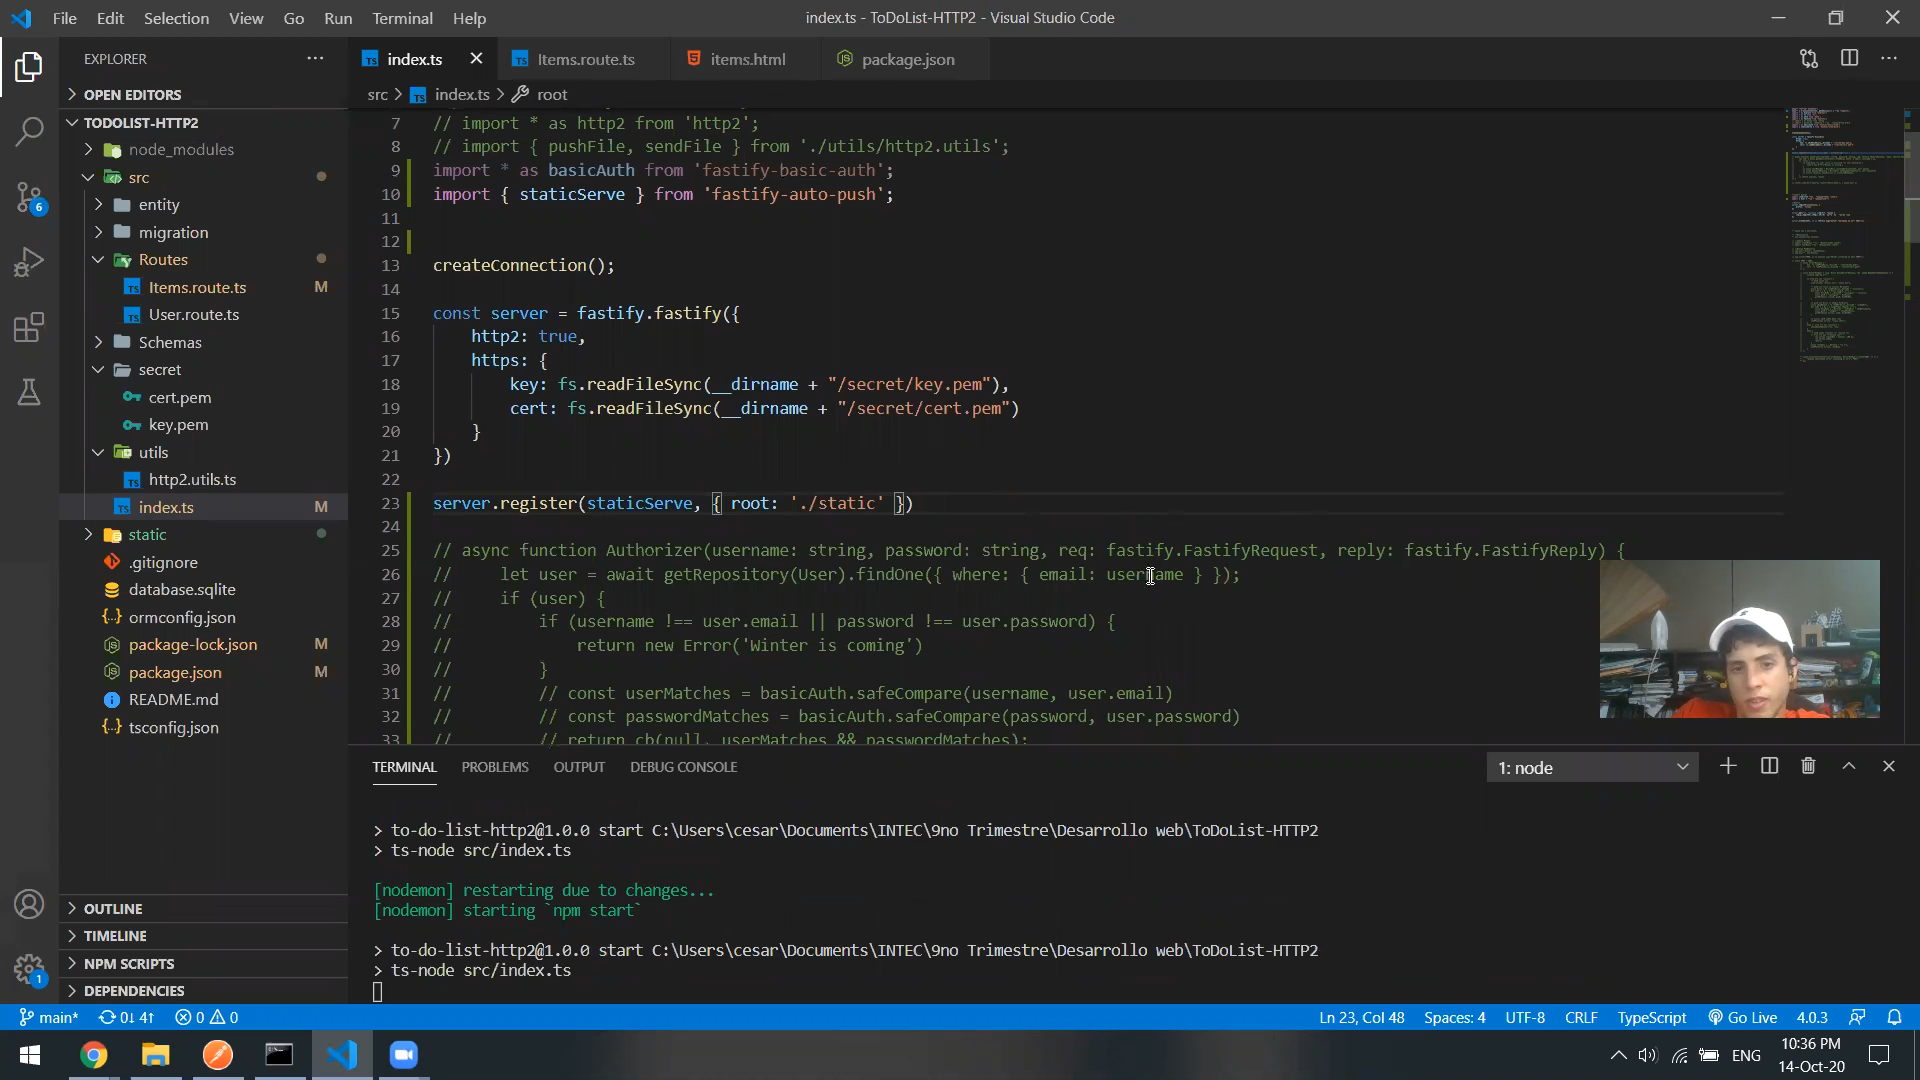 File Edit Selection View Go Run Terminal Help
index.ts - ToDoList-HTTP2 - Visual Studio Code
EXPLORER
OPEN EDITORS
TODOLIST-HTTP2
node_modules
src
entity
migration
Routes
Items.route.ts M
User.route.ts
Schemas
secret
cert.pem
key.pem
utils
http2.utils.ts
index.ts M
static
.gitignore
database.sqlite
ormconfig.json
package-lock.json M
package.json M
README.md
tsconfig.json
OUTLINE
TIMELINE
NPM SCRIPTS
DEPENDENCIES
6
1
index.ts Items.route.ts items.html package.json
src > index.ts > root
7 // import * as http2 from 'http2';
8 // import { pushFile, sendFile } from './utils/http2.utils';
9 import * as basicAuth from 'fastify-basic-auth';
10 import { staticServe } from 'fastify-auto-push';
11
12
13 createConnection();
14
15 const server = fastify.fastify({
16 http2: true,
17 https: {
18 key: fs.readFileSync(__dirname + "/secret/key.pem"),
19 cert: fs.readFileSync(__dirname + "/secret/cert.pem")
20 }
21 })
22
23 server.register(staticServe, { root: './static' })
24
25 // async function Authorizer(username: string, password: string, req: fastify.FastifyRequest, reply: fastify.FastifyReply) {
26 // let user = await getRepository(User).findOne({ where: { email: username } });
27 // if (user) {
28 // if (username !== user.email || password !== user.password) {
29 // return new Error('Winter is coming')
30 // }
31 // // const userMatches = basicAuth.safeCompare(username, user.email)
32 // // const passwordMatches = basicAuth.safeCompare(password, user.password)
33 // // return cb(null, userMatches && passwordMatches);
TERMINAL PROBLEMS OUTPUT DEBUG CONSOLE
1: node
> to-do-list-http2@1.0.0 start C:\Users\cesar\Documents\INTEC\9no Trimestre\Desarrollo web\ToDoList-HTTP2
> ts-node src/index.ts
[nodemon] restarting due to changes...
[nodemon] starting `npm start`
> to-do-list-http2@1.0.0 start C:\Users\cesar\Documents\INTEC\9no Trimestre\Desarrollo web\ToDoList-HTTP2
> ts-node src/index.ts
main* 0↓ 4↑ 0 0
Ln 23, Col 48 Spaces: 4 UTF-8 CRLF TypeScript Go Live 4.0.3
ENG
10:36 PM
14-Oct-20